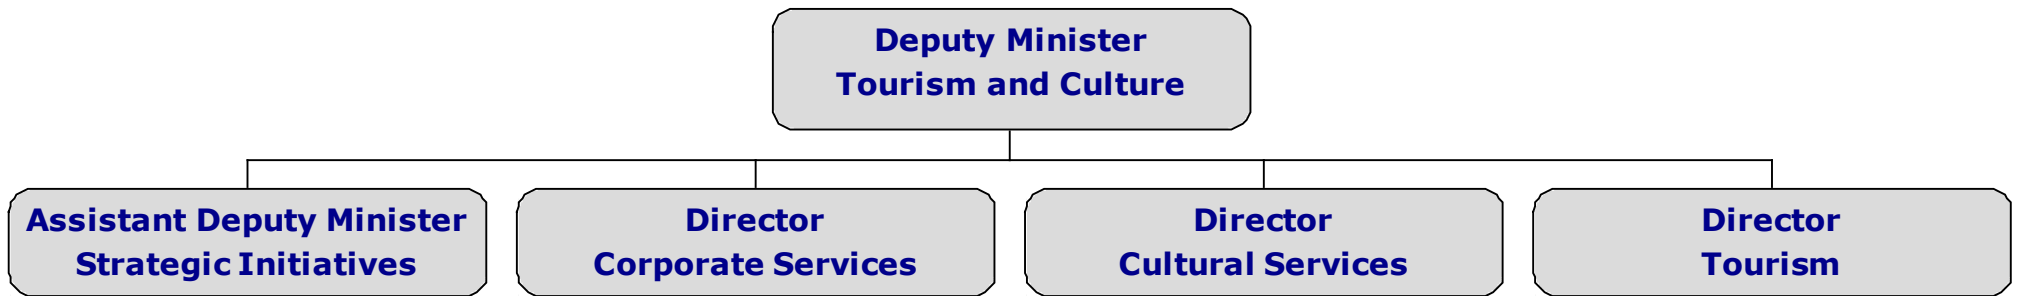 Deputy Minister
Tourism and Culture
Assistant Deputy Minister
Strategic Initiatives
Director
Corporate Services
Director
Cultural Services
Director
Tourism